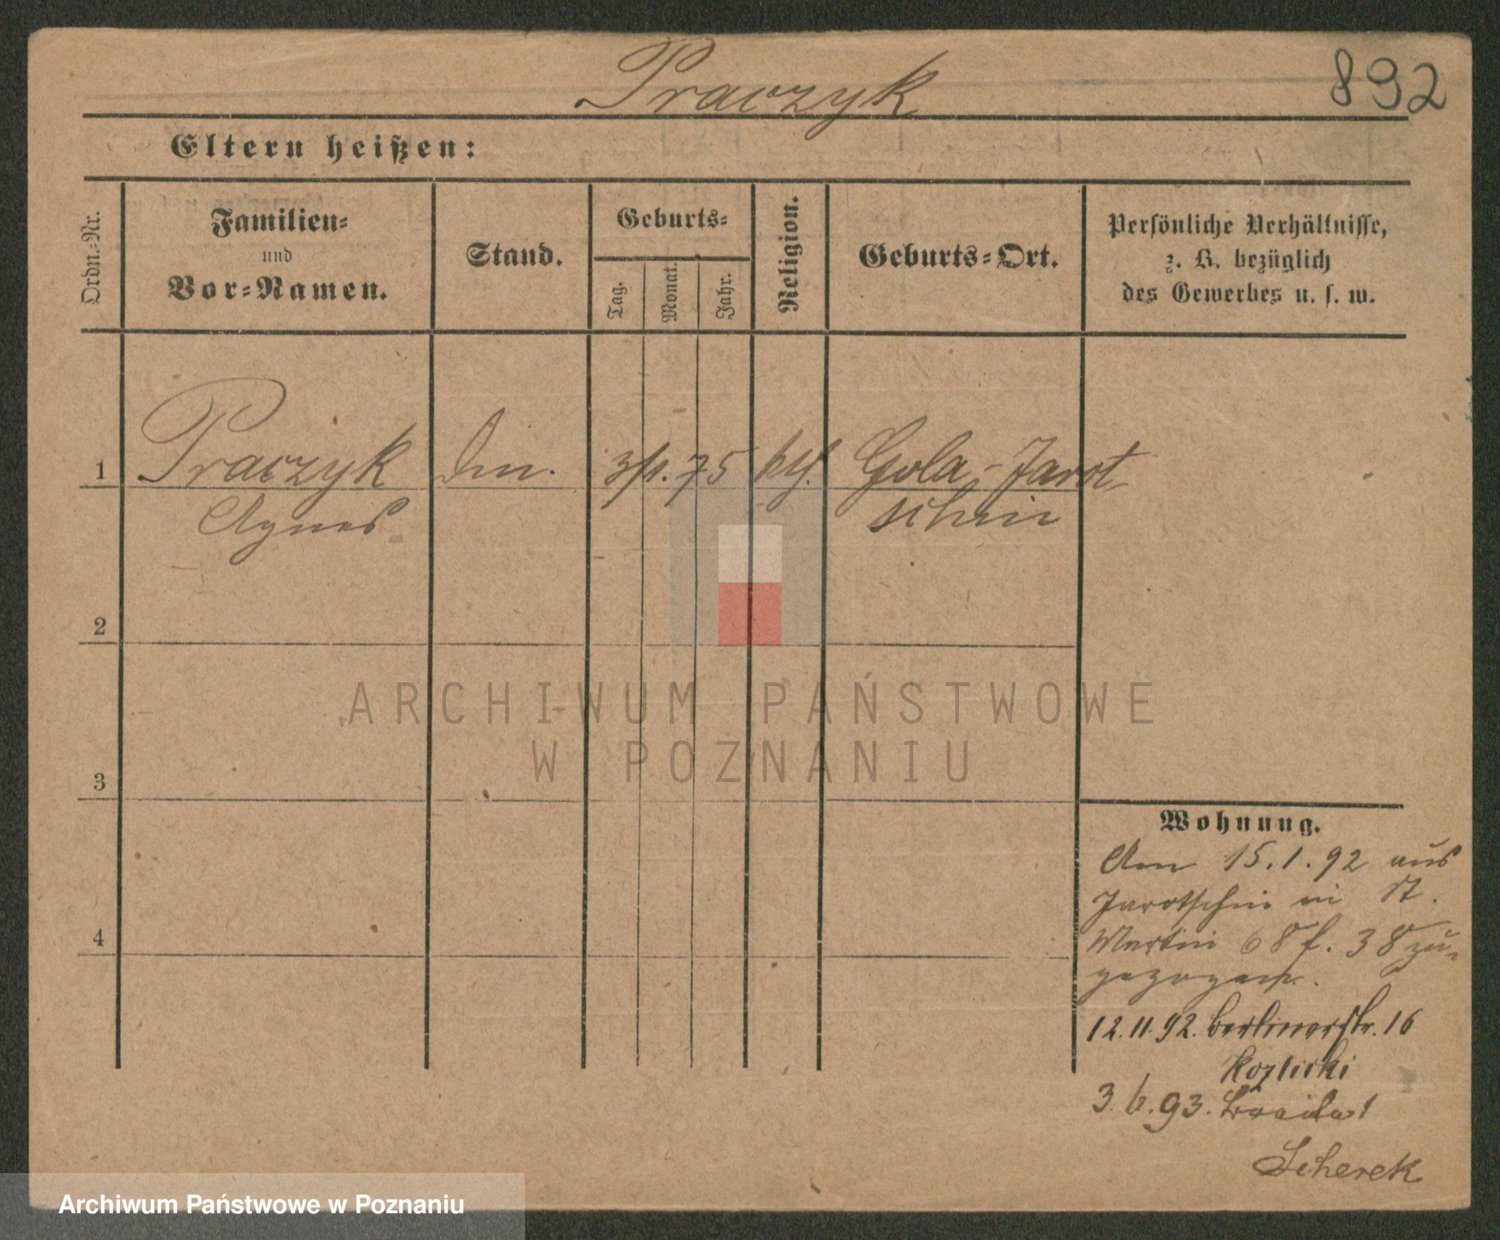 Praczyk
892
Eltern heißen:
Ordn.-Nr.
Familien-
und
Vor-Namen.
Stand.
Geburts-
Tag.
Monat.
Jahr.
Religion.
Geburts-Ort.
Persönliche Verhältnisse,
z. B. bezüglich
des Gewerbes u. s. w.
1
Praczyk
Agnes
75
kth.
Gola-Jarot
schin
2
3
4
Wohnung.
Am 15.1.92 aus
Jarotschin in St.
Martin 68 f. 38 zu-
gezogen.
12.11.92. Berlinerstr. 16
Kozlicki
3.6.93. 1
Scherek
ARCHIWUM PAŃSTWOWE
W POZNANIU
Archiwum Państwowe w Poznaniu